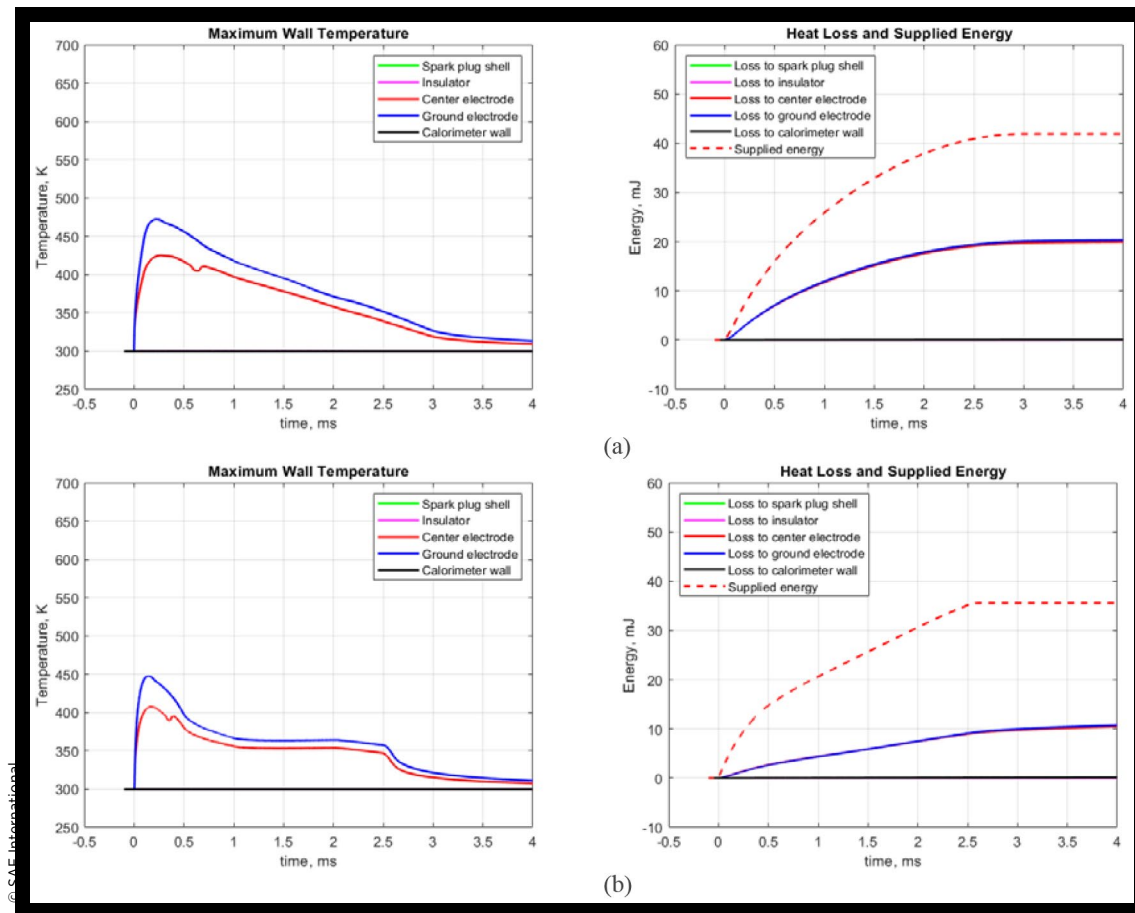 Maximum Wall Temperature
700
650
600
550
500
450
400
350
300
250
Temperature, K
Spark plug shell
Insulator
Center electrode
Ground electrode
Calorimeter wall
-0.5 0 0.5 1 1.5 2 2.5 3 3.5 4
time, ms
Heat Loss and Supplied Energy
60
50
40
30
20
10
0
-10
Energy, mJ
Loss to spark plug shell
Loss to insulator
Loss to center electrode
Loss to ground electrode
Loss to calorimeter wall
Supplied energy
-0.5 0 0.5 1 1.5 2 2.5 3 3.5 4
time, ms
(a)
Maximum Wall Temperature
700
650
600
550
500
450
400
350
300
250
Temperature, K
Spark plug shell
Insulator
Center electrode
Ground electrode
Calorimeter wall
-0.5 0 0.5 1 1.5 2 2.5 3 3.5 4
time, ms
Heat Loss and Supplied Energy
60
50
40
30
20
10
0
-10
Energy, mJ
Loss to spark plug shell
Loss to insulator
Loss to center electrode
Loss to ground electrode
Loss to calorimeter wall
Supplied energy
-0.5 0 0.5 1 1.5 2 2.5 3 3.5 4
time, ms
(b)
© SAE International